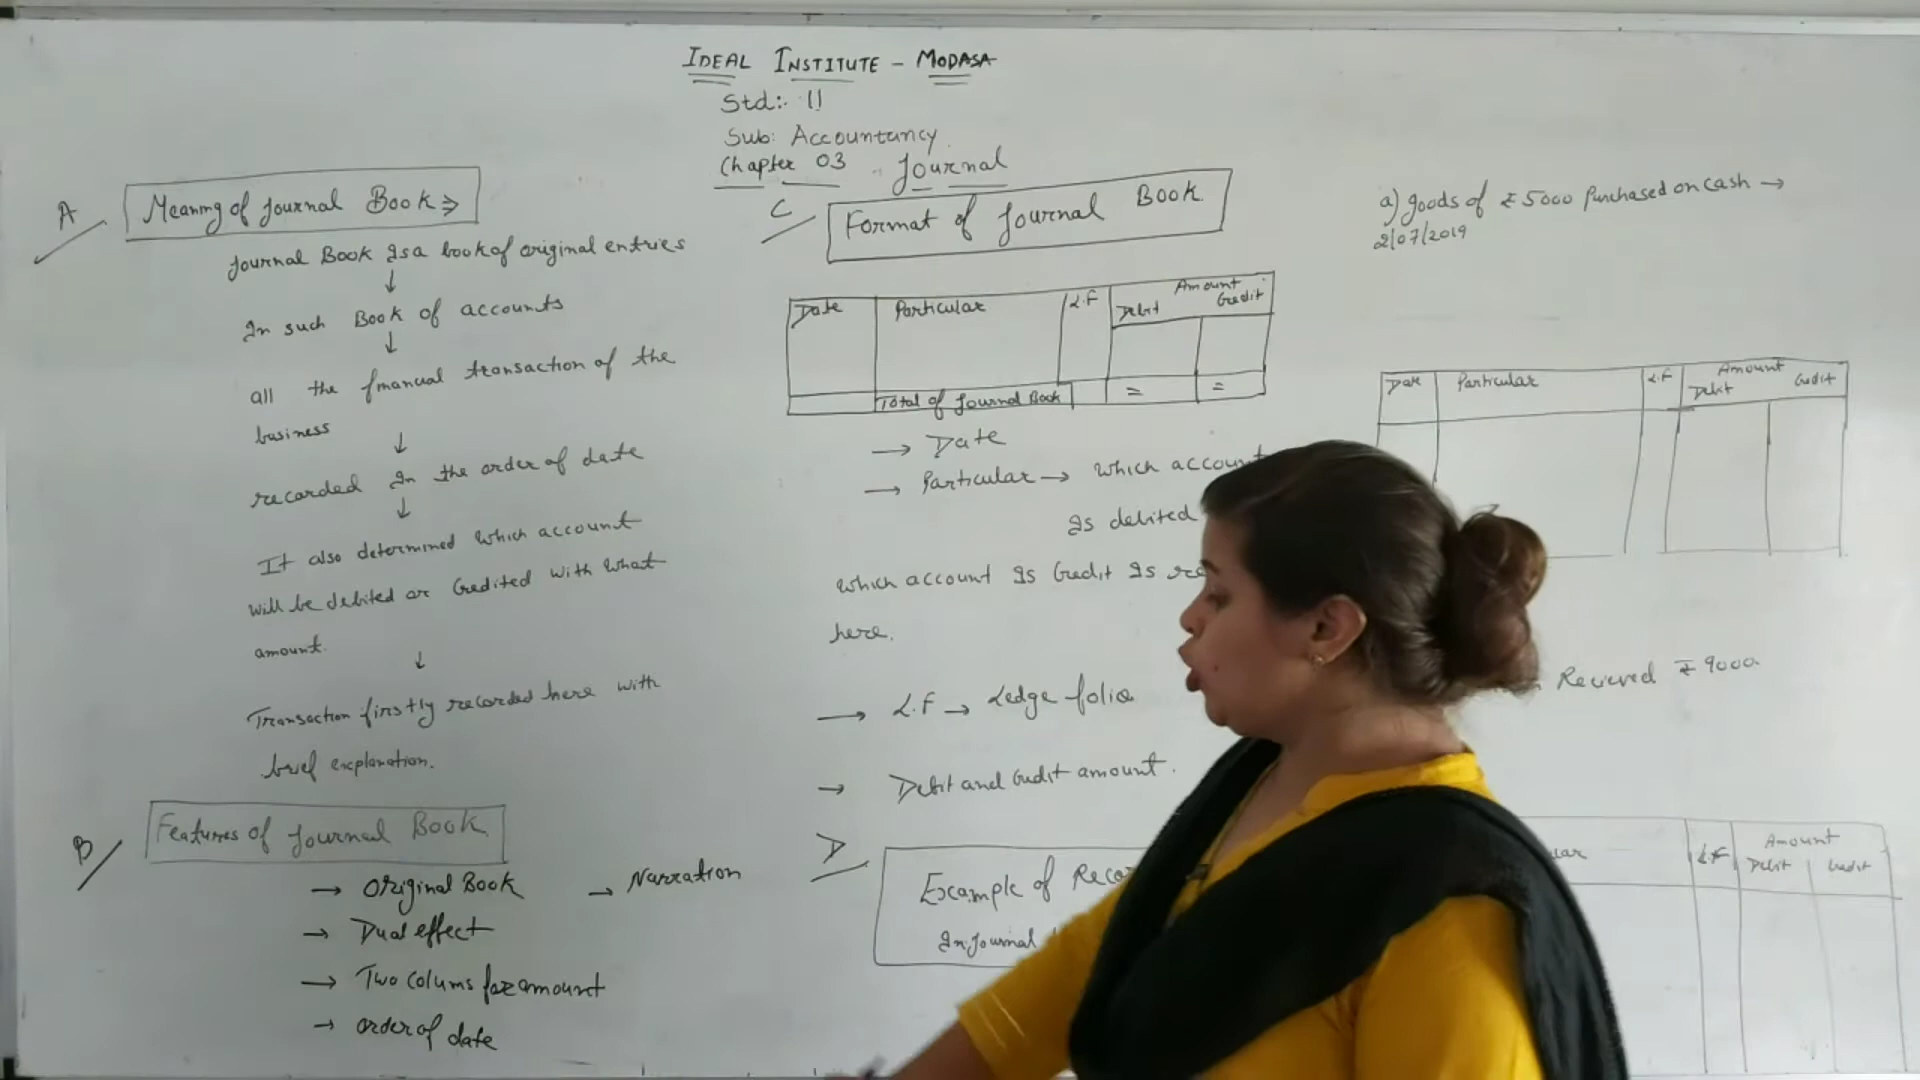 IDEAL INSTITUTE - MODASA
Std:- 11
Sub: Accountancy
Chapter 03 - Journal
A
Meaning of Journal Book ⇒
Journal Book Is a book of original entries
↓
In such Book of accounts
↓
all the financial transaction of the
business
↓
recorded In the order of date
↓
It also determined which account
will be debited or Credited with what
amount.
↓
Transaction firstly recorded here with
brief explanation.
B
Features of Journal Book
→ Original Book
→ Narration
→ Dual effect
→ Two colums for amount
→ order of date
C
Format of Journal Book
Date Particular L.F Amount
Debit Credit
Total of Journal Book = =
→ Date
→ Particular → which account
Is debited
which account Is Credit Is
here.
→ L.F → Ledge folio
→ Debit and Credit amount.
D
Example of
In Journal
a) goods of ₹ 5000 Purchased on cash →
2/07/2019
Date Particular L.F Amount
Debit Credit
Recieved ₹ 9000
L.F Amount
Debit Credit